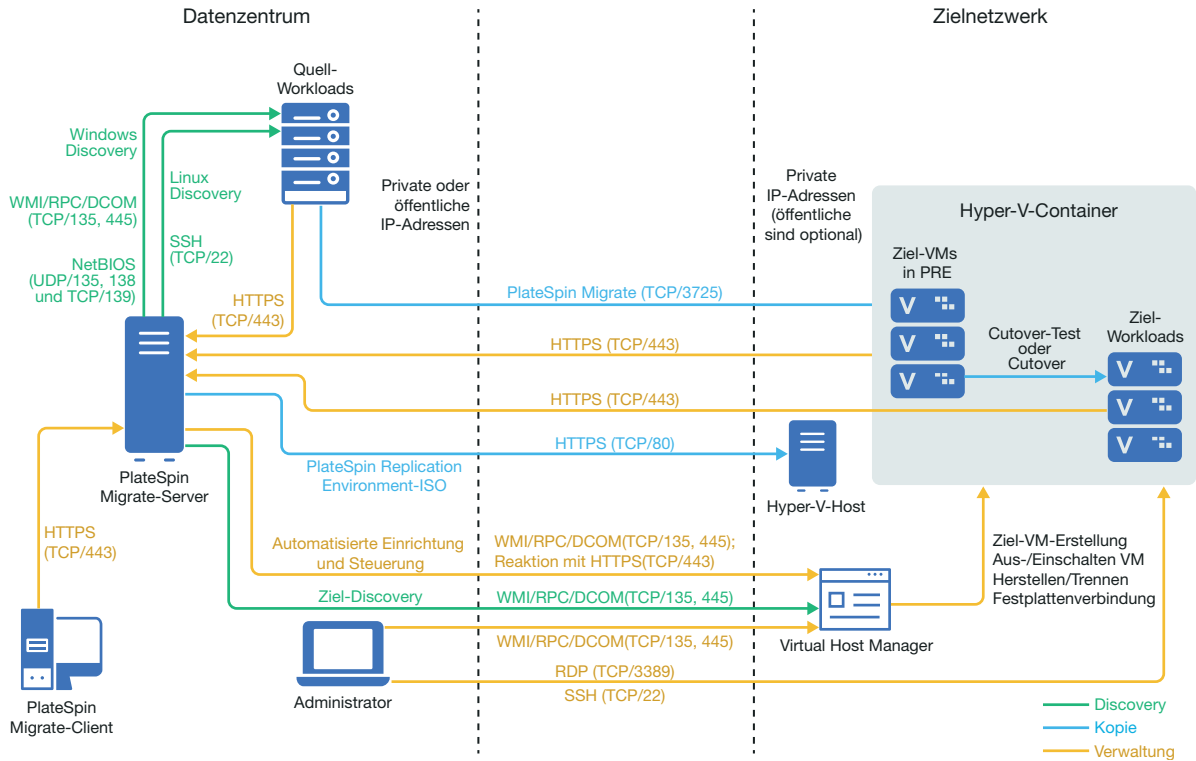 Datenzentrum
Zielnetzwerk
Quell-
Workloads
Windows
Discovery
Linux
Discovery
WMI/RPC/DCOM
(TCP/135, 445)
SSH
(TCP/22)
NetBIOS
(UDP/135, 138
und TCP/139)
HTTPS
(TCP/443)
Private oder
öffentliche
IP-Adressen
Private
IP-Adressen
(öffentliche
sind optional)
Hyper-V-Container
Ziel-VMs
in PRE
V
V
V
Cutover-Test
oder
Cutover
Ziel-
Workloads
V
V
V
PlateSpin Migrate (TCP/3725)
HTTPS (TCP/443)
HTTPS (TCP/443)
HTTPS (TCP/80)
PlateSpin Replication
Environment-ISO
PlateSpin
Migrate-Server
Hyper-V-Host
HTTPS
(TCP/443)
Automatisierte Einrichtung
und Steuerung
WMI/RPC/DCOM(TCP/135, 445);
Reaktion mit HTTPS(TCP/443)
Ziel-VM-Erstellung
Aus-/Einschalten VM
Herstellen/Trennen
Festplattenverbindung
Ziel-Discovery
WMI/RPC/DCOM(TCP/135, 445)
WMI/RPC/DCOM(TCP/135, 445)
Virtual Host Manager
RDP (TCP/3389)
SSH (TCP/22)
Administrator
PlateSpin
Migrate-Client
Discovery
Kopie
Verwaltung